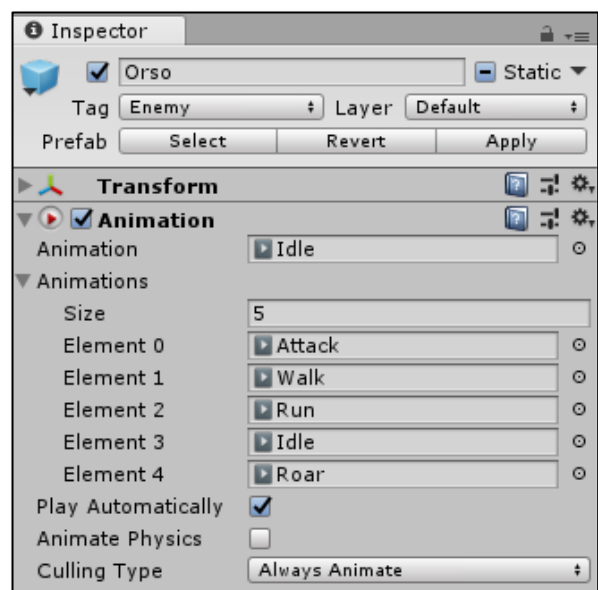 Inspector
Orso Static
Tag Enemy Layer Default
Prefab Select Revert Apply
Transform
Animation
Animation Idle
Animations
Size 5
Element 0 Attack
Element 1 Walk
Element 2 Run
Element 3 Idle
Element 4 Roar
Play Automatically
Animate Physics
Culling Type Always Animate